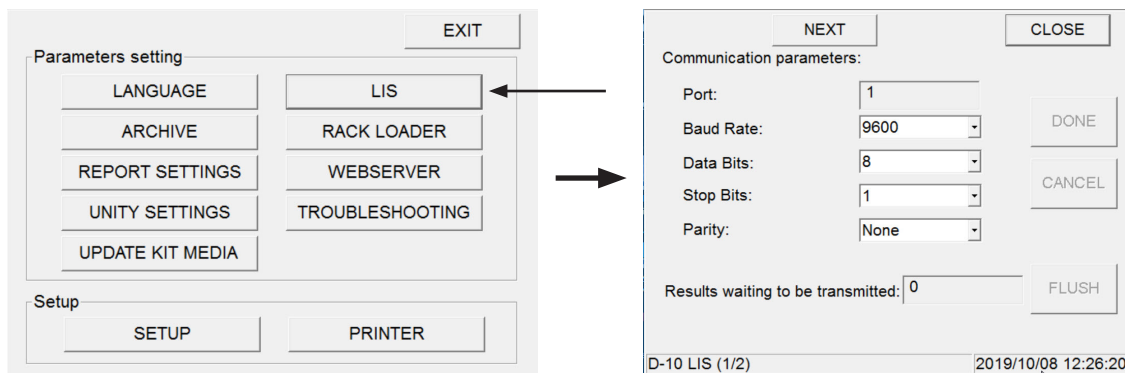 EXIT
Parameters setting
LANGUAGE
LIS
ARCHIVE
RACK LOADER
REPORT SETTINGS
WEBSERVER
UNITY SETTINGS
TROUBLESHOOTING
UPDATE KIT MEDIA
Setup
SETUP
PRINTER
NEXT
CLOSE
Communication parameters:
Port: 1
Baud Rate: 9600
DONE
Data Bits: 8
CANCEL
Stop Bits: 1
Parity: None
Results waiting to be transmitted: 0
FLUSH
D-10 LIS (1/2)
2019/10/08 12:26:20